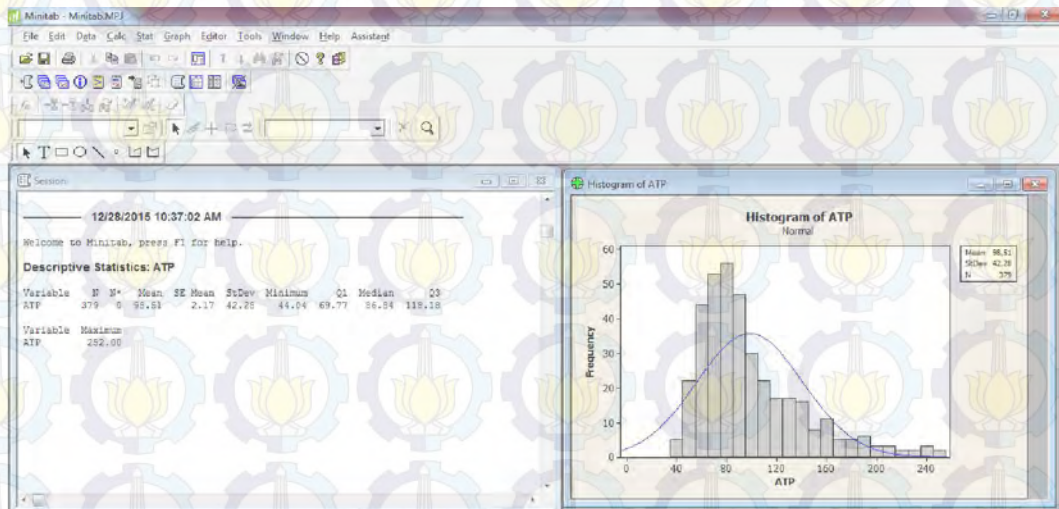 Minitab - Minitab.MPJ
File Edit Data Calc Stat Graph Editor Tools Window Help Assistant
Session
12/28/2015 10:37:02 AM
Welcome to Minitab, press F1 for help.
Descriptive Statistics: ATP
Variable N N* Mean SE Mean StDev Minimum Q1 Median Q3
ATP 379 0 98.51 2.17 42.28 44.04 69.77 118.18
Variable Maximum
ATP 252.00
Histogram of ATP
Histogram of ATP
Normal
Mean 98.51
StDev 42.28
N 379
Frequency
60
50
40
30
20
10
0
0 40 80 120 160 200 240
ATP